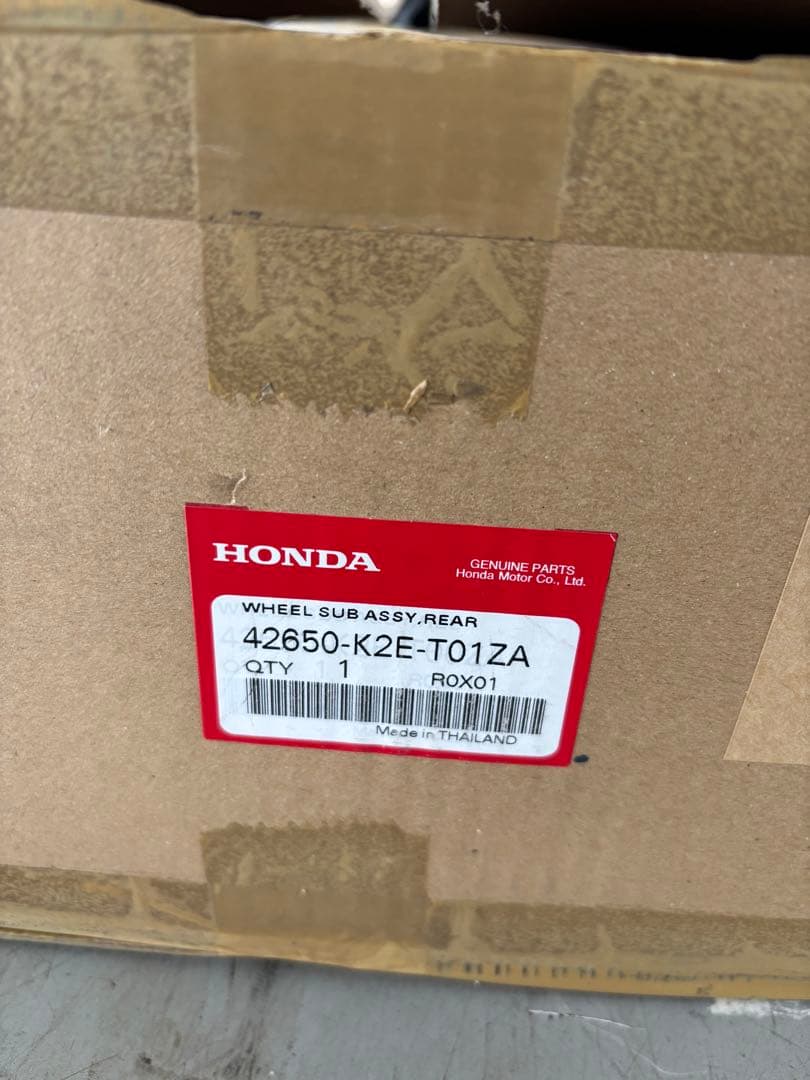 HONDA
GENUINE PARTS
Honda Motor Co., Ltd.
WHEEL SUB ASSY,REAR
42650-K2E-T01ZA
QTY 1 R0X01
Made in THAILAND